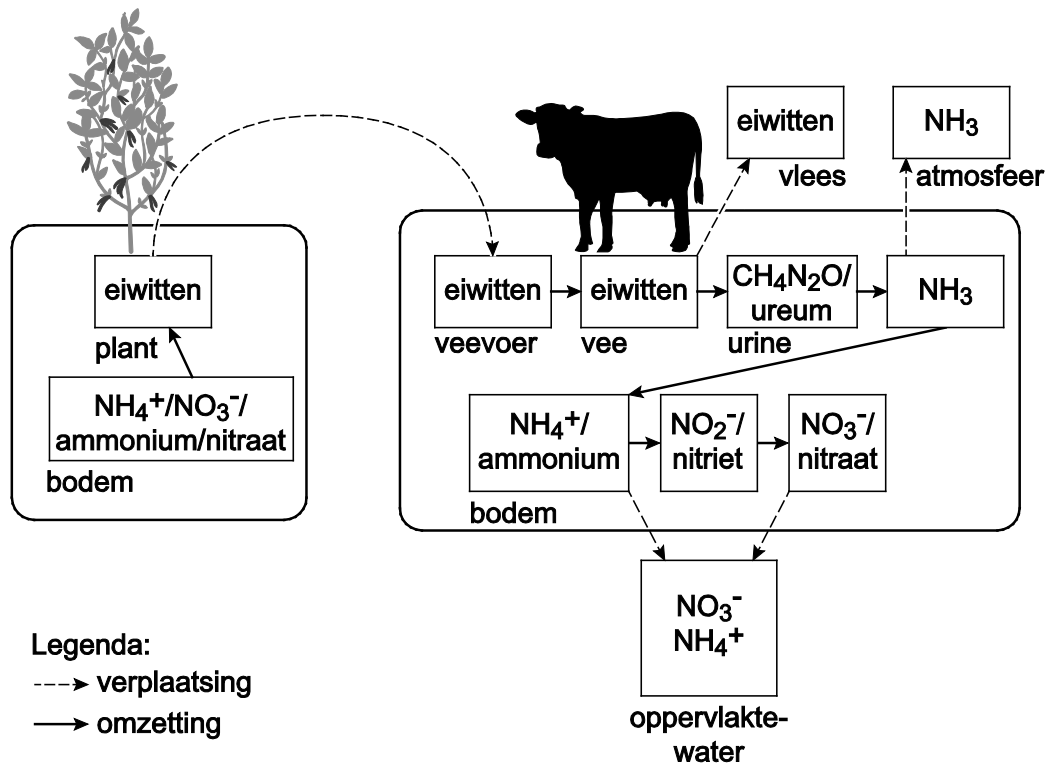 eiwitten
plant
NH₄⁺/NO₃⁻/
ammonium/nitraat
bodem
eiwitten
vlees
NH₃
atmosfeer
eiwitten
veevoer
eiwitten
vee
CH₄N₂O/
ureum
urine
NH₃
NH₄⁺/
ammonium
bodem
NO₂⁻/
nitriet
NO₃⁻/
nitraat
NO₃⁻
NH₄⁺
oppervlakte-
water
Legenda:
verplaatsing
omzetting